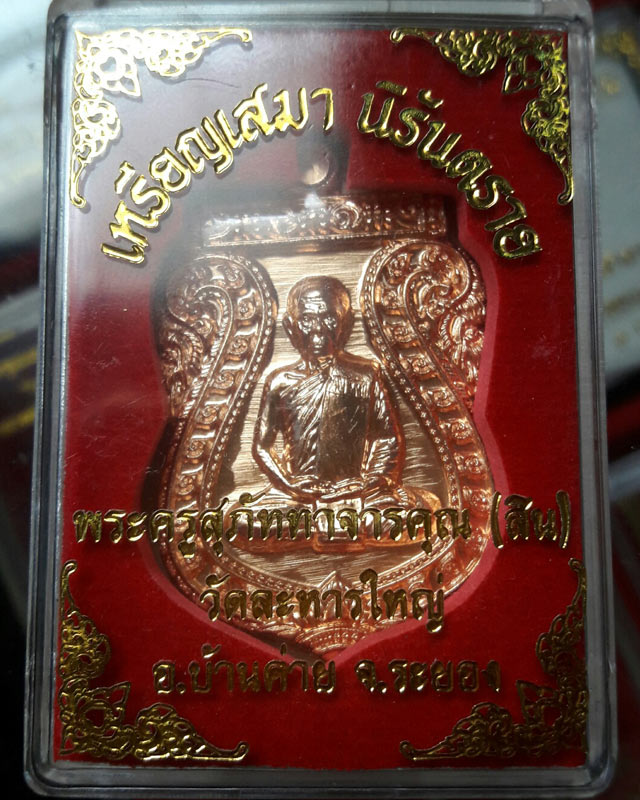 เหรียญเสมา นิรันตราย
พระครูสุภัททาจารคุณ (สิน)
วัดละหารใหญ่
อ.บ้านค่าย จ.ระยอง